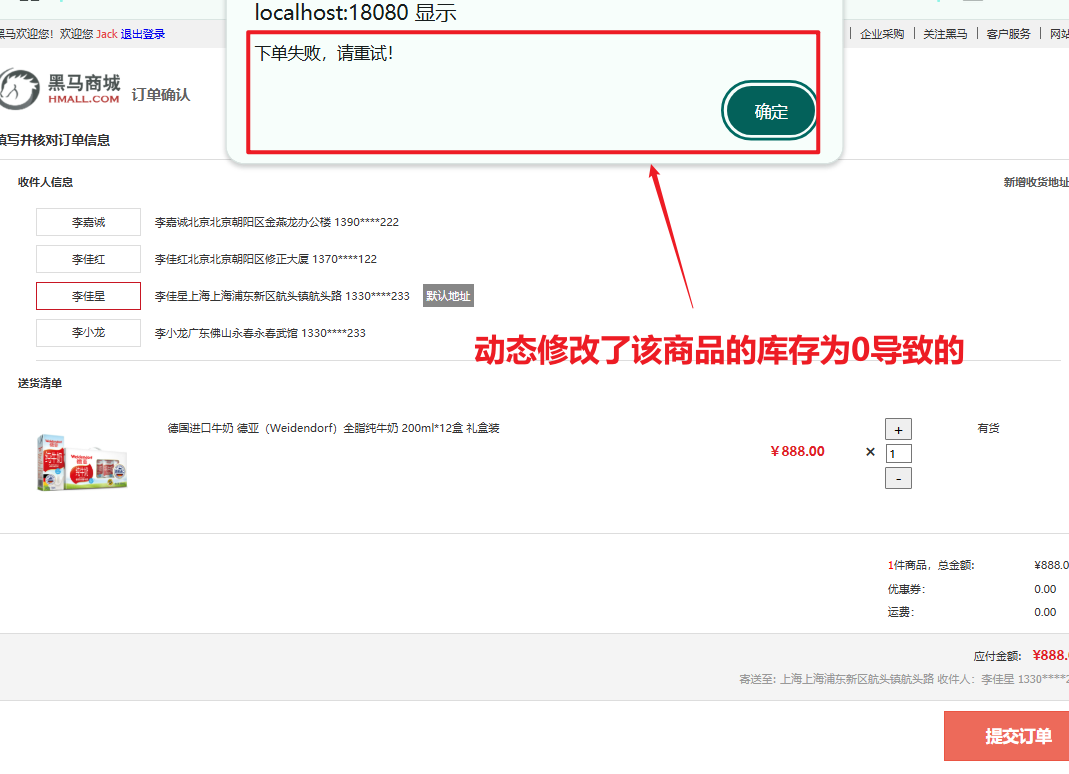 localhost:18080 显示
下单失败，请重试！
确定
黑马欢迎您！欢迎您 Jack 退出登录
企业采购 关注黑马 客户服务 网站
黑马商城
HMALL.COM
订单确认
填写并核对订单信息
收件人信息
新增收货地址
李嘉诚 李嘉诚北京北京朝阳区金燕龙办公楼 1390****222
李佳红 李佳红北京北京朝阳区修正大厦 1370****122
李佳星 李佳星上海上海浦东新区航头镇航头路 1330****233 默认地址
李小龙 李小龙广东佛山永春永春武馆 1330****233
动态修改了该商品的库存为0导致的
送货清单
德国进口牛奶 德亚（Weidendorf）全脂纯牛奶 200ml*12盒 礼盒装
￥888.00 × + 1 - 有货
1件商品，总金额: ¥888.0
优惠券: 0.00
运费: 0.00
应付金额: ¥888.
寄送至: 上海上海浦东新区航头镇航头路 收件人: 李佳星 1330****2
提交订单